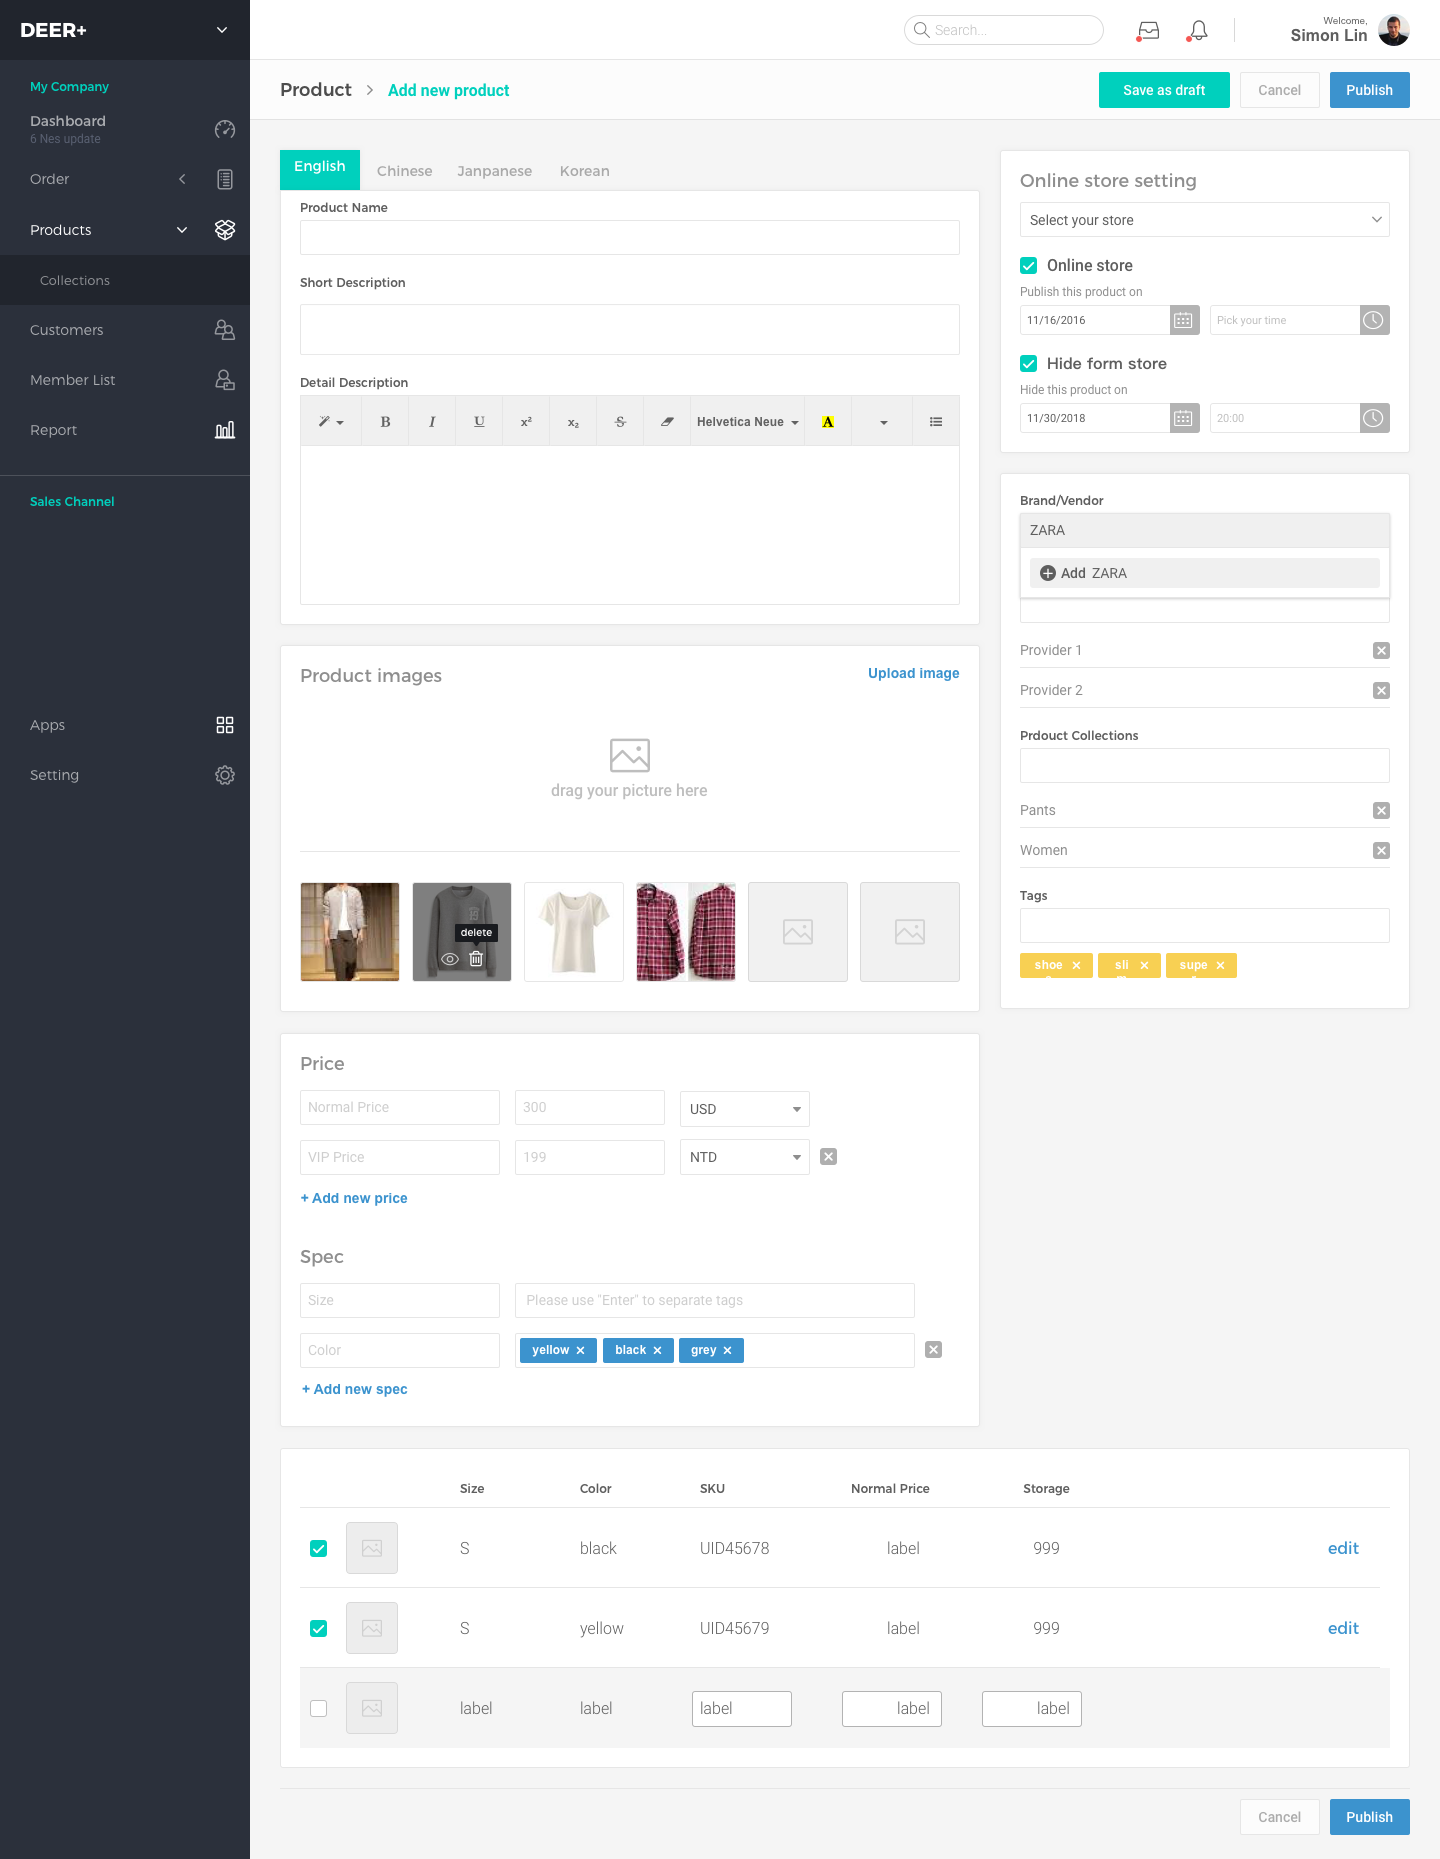 DEER+
My Company
Dashboard
6 Nes update
Order
Products
Collections
Customers
Member List
Report
Sales Channel
Apps
Setting
Search...
Welcome,
Simon Lin
Product > Add new product
Save as draft
Cancel
Publish
English
Chinese
Janpanese
Korean
Product Name
Short Description
Detail Description
B I U x² x₂ S Helvetica Neue A
Product images
Upload image
drag your picture here
delete
Price
Normal Price
300
USD
VIP Price
199
NTD
+ Add new price
Spec
Size
Please use "Enter" to separate tags
Color
yellow
black
grey
+ Add new spec
Online store setting
Select your store
Online store
Publish this product on
11/16/2016
Pick your time
Hide form store
Hide this product on
11/30/2018
20:00
Brand/Vendor
ZARA
Add ZARA
Provider 1
Provider 2
Prdouct Collections
Pants
Women
Tags
shoe
sli
supe
Size Color SKU Normal Price Storage
S black UID45678 label 999 edit
S yellow UID45679 label 999 edit
label label label label label
Cancel
Publish